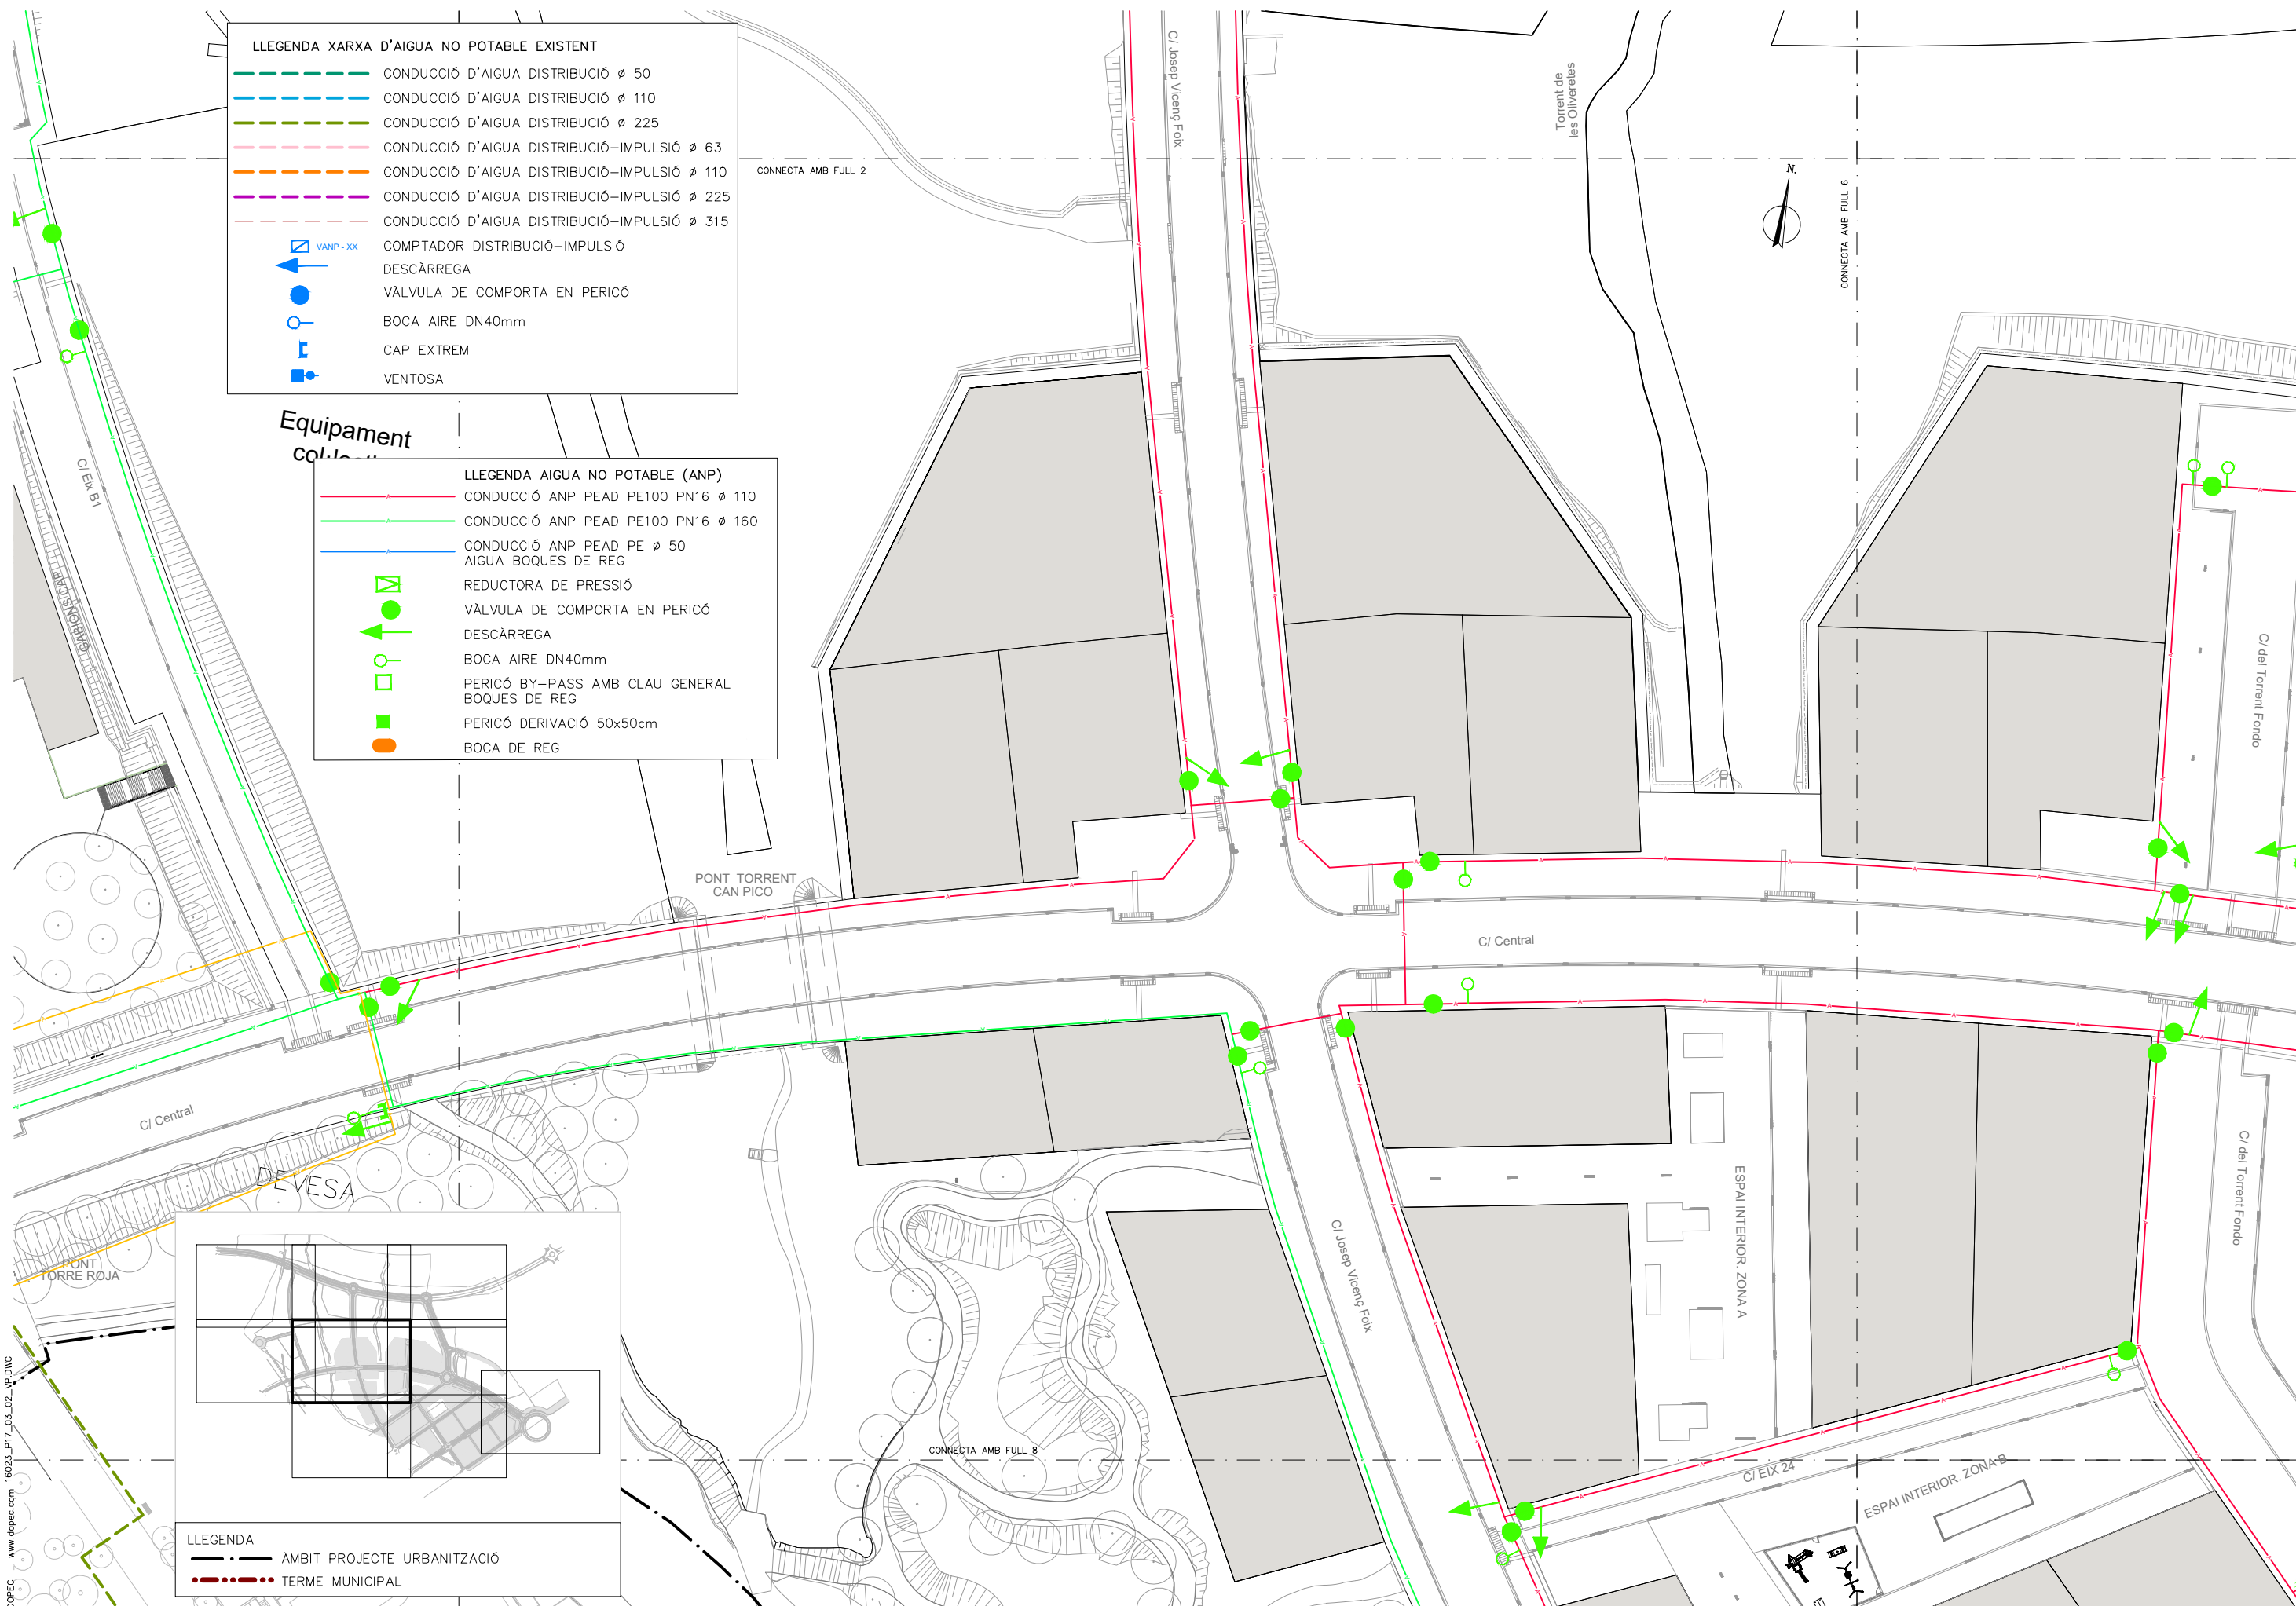 LLEGENDA XARXA D'AIGUA NO POTABLE EXISTENT
CONDUCCIÓ D'AIGUA DISTRIBUCIÓ ø 50
CONDUCCIÓ D'AIGUA DISTRIBUCIÓ ø 110
CONDUCCIÓ D'AIGUA DISTRIBUCIÓ ø 225
CONDUCCIÓ D'AIGUA DISTRIBUCIÓ-IMPULSIÓ ø 63
CONDUCCIÓ D'AIGUA DISTRIBUCIÓ-IMPULSIÓ ø 110
CONDUCCIÓ D'AIGUA DISTRIBUCIÓ-IMPULSIÓ ø 225
CONDUCCIÓ D'AIGUA DISTRIBUCIÓ-IMPULSIÓ ø 315
VANP - XX COMPTADOR DISTRIBUCIÓ-IMPULSIÓ
DESCÀRREGA
VÀLVULA DE COMPORTA EN PERICÓ
BOCA AIRE DN40mm
CAP EXTREM
VENTOSA
CONNECTA AMB FULL 2
C/ Josep Vicenç Foix
Torrent de
les Oliveretes
N.
CONNECTA AMB FULL 6
Equipament
C/ Eix B1
GABIONS CAP
LLEGENDA AIGUA NO POTABLE (ANP)
CONDUCCIÓ ANP PEAD PE100 PN16 ø 110
CONDUCCIÓ ANP PEAD PE100 PN16 ø 160
CONDUCCIÓ ANP PEAD PE ø 50
AIGUA BOQUES DE REG
REDUCTORA DE PRESSIÓ
VÀLVULA DE COMPORTA EN PERICÓ
DESCÀRREGA
BOCA AIRE DN40mm
PERICÓ BY-PASS AMB CLAU GENERAL
BOQUES DE REG
PERICÓ DERIVACIÓ 50x50cm
BOCA DE REG
C/ del Torrent Fondo
PONT TORRENT
CAN PICO
C/ Central
C/ Central
DEVESA
PONT
TORRE ROJA
C/ Josep Vicenç Foix
ESPAI INTERIOR. ZONA A
C/ del Torrent Fondo
CONNECTA AMB FULL 8
C/ EIX 24
ESPAI INTERIOR. ZONA B
LLEGENDA
ÀMBIT PROJECTE URBANITZACIÓ
TERME MUNICIPAL
DOPEC www.dopec.com 16023_P17_03_02_VP.DWG